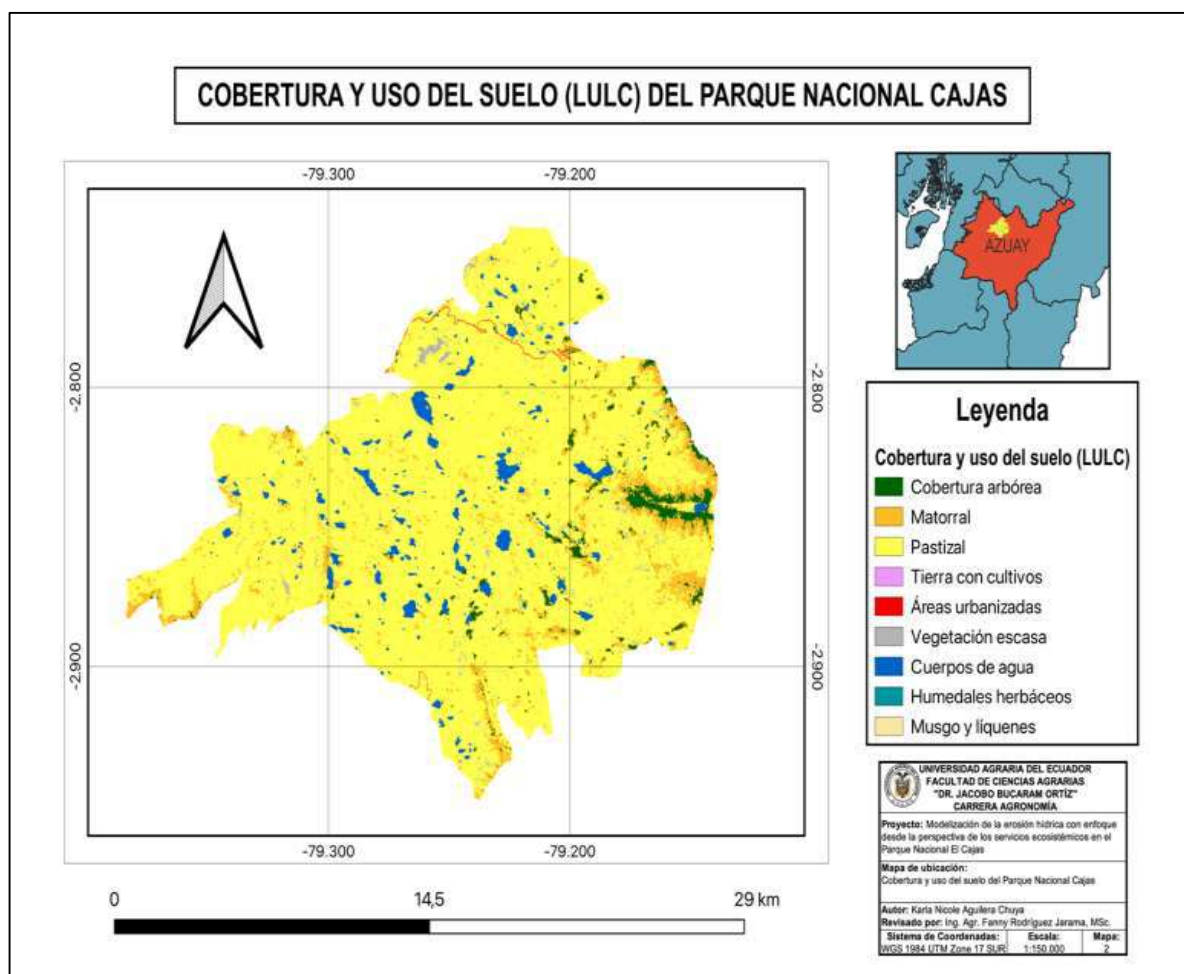 COBERTURA Y USO DEL SUELO (LULC) DEL PARQUE NACIONAL CAJAS
-79.300
-79.200
-2.800
-2.800
-2.900
-2.900
-79.300
-79.200
0
14,5
29 km
AZUAY
Leyenda
Cobertura y uso del suelo (LULC)
Cobertura arbórea
Matorral
Pastizal
Tierra con cultivos
Áreas urbanizadas
Vegetación escasa
Cuerpos de agua
Humedales herbáceos
Musgo y líquenes
UNIVERSIDAD AGRARIA DEL ECUADOR
FACULTAD DE CIENCIAS AGRARIAS
"DR. JACOBO BUCARAM ORTÍZ"
CARRERA AGRONOMÍA
Proyecto: Modelización de la erosión hídrica con enfoque
desde la perspectiva de los servicios ecosistémicos en el
Parque Nacional El Cajas
Mapa de ubicación:
Cobertura y uso del suelo del Parque Nacional Cajas
Autor: Karla Nicole Aguilera Chuya
Revisado por: Ing. Agr. Fanny Rodríguez Jarama, MSc.
Sistema de Coordenadas:
WGS 1984 UTM Zone 17 SUR
Escala:
1:150.000
Mapa:
2